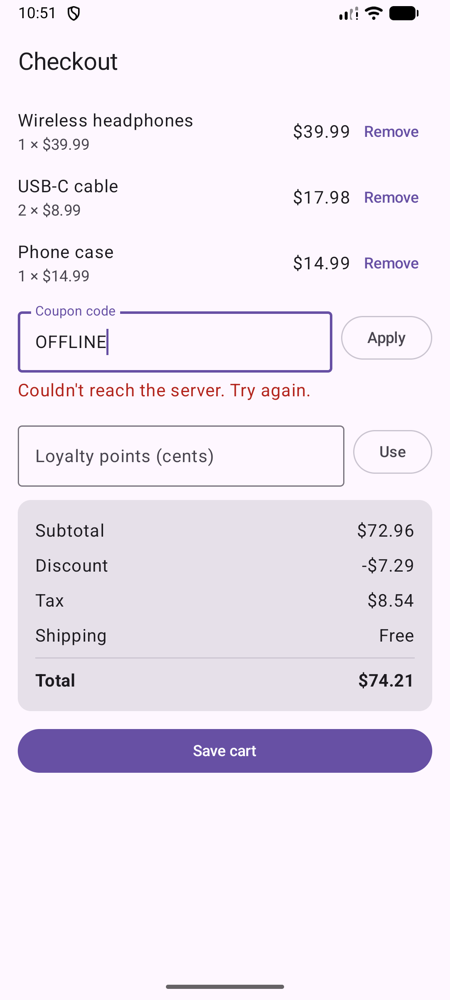 10:51
Checkout
Wireless headphones
1 × $39.99
$39.99 Remove
USB-C cable
2 × $8.99
$17.98 Remove
Phone case
1 × $14.99
$14.99 Remove
Coupon code
OFFLINE
Apply
Couldn't reach the server. Try again.
Loyalty points (cents)
Use
Subtotal $72.96
Discount -$7.29
Tax $8.54
Shipping Free
Total $74.21
Save cart